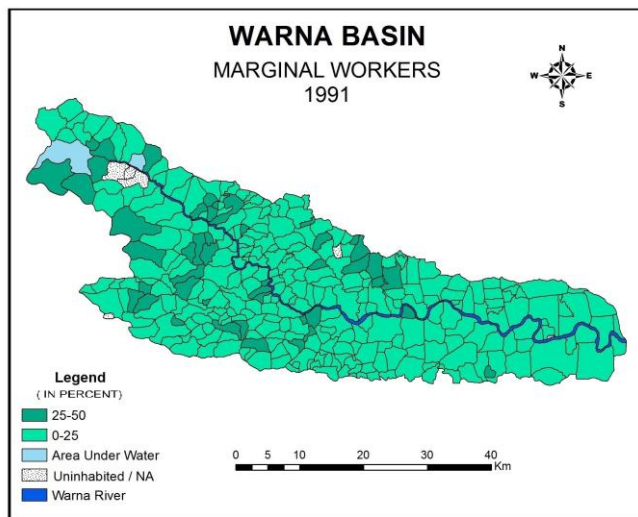 WARNA BASIN
MARGINAL WORKERS
1991
N
W E
S
Legend
( IN PERCENT)
25-50
0-25
Area Under Water
Uninhabited / NA
Warna River
0 5 10 20 30 40
Km